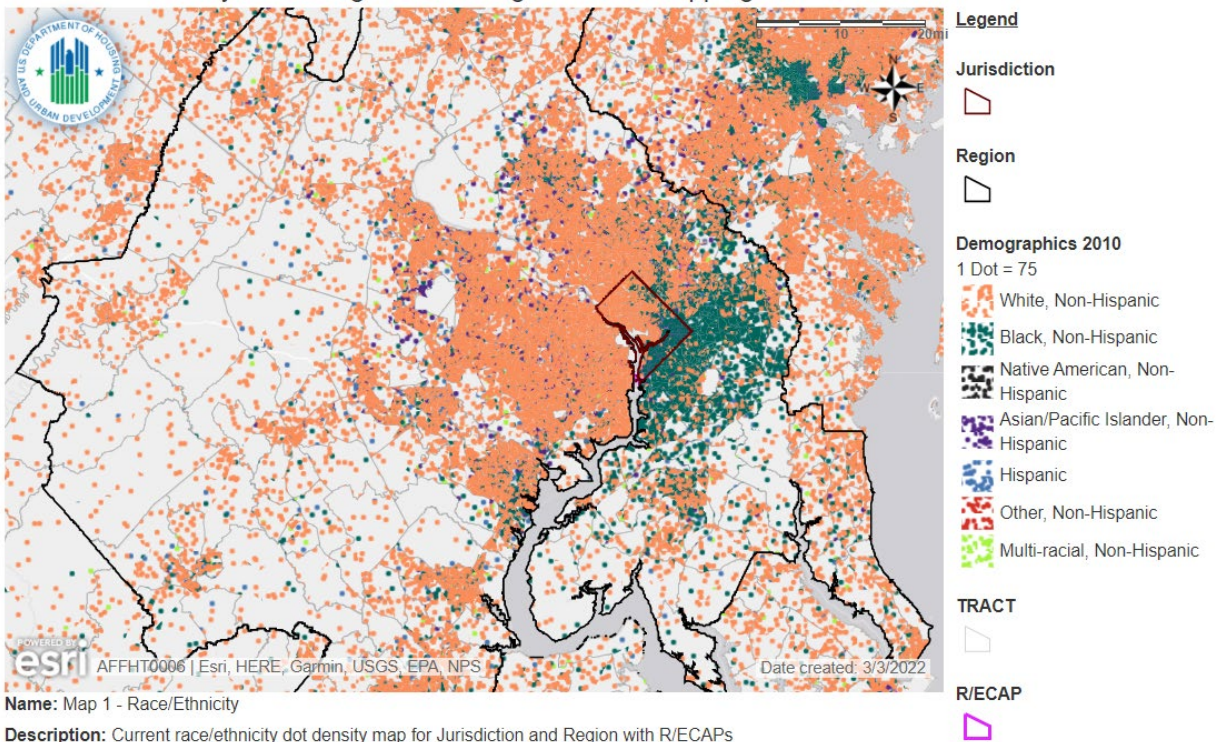 U.S. DEPARTMENT OF HOUSING
AND URBAN DEVELOPMENT
0 10 20mi
N
W E
S
POWERED BY
esri
AFFHT0006 | Esri, HERE, Garmin, USGS, EPA, NPS
Date created: 3/3/2022
Legend
Jurisdiction
Region
Demographics 2010
1 Dot = 75
White, Non-Hispanic
Black, Non-Hispanic
Native American, Non-
Hispanic
Asian/Pacific Islander, Non-
Hispanic
Hispanic
Other, Non-Hispanic
Multi-racial, Non-Hispanic
TRACT
R/ECAP
Name: Map 1 - Race/Ethnicity
Description: Current race/ethnicity dot density map for Jurisdiction and Region with R/ECAPs